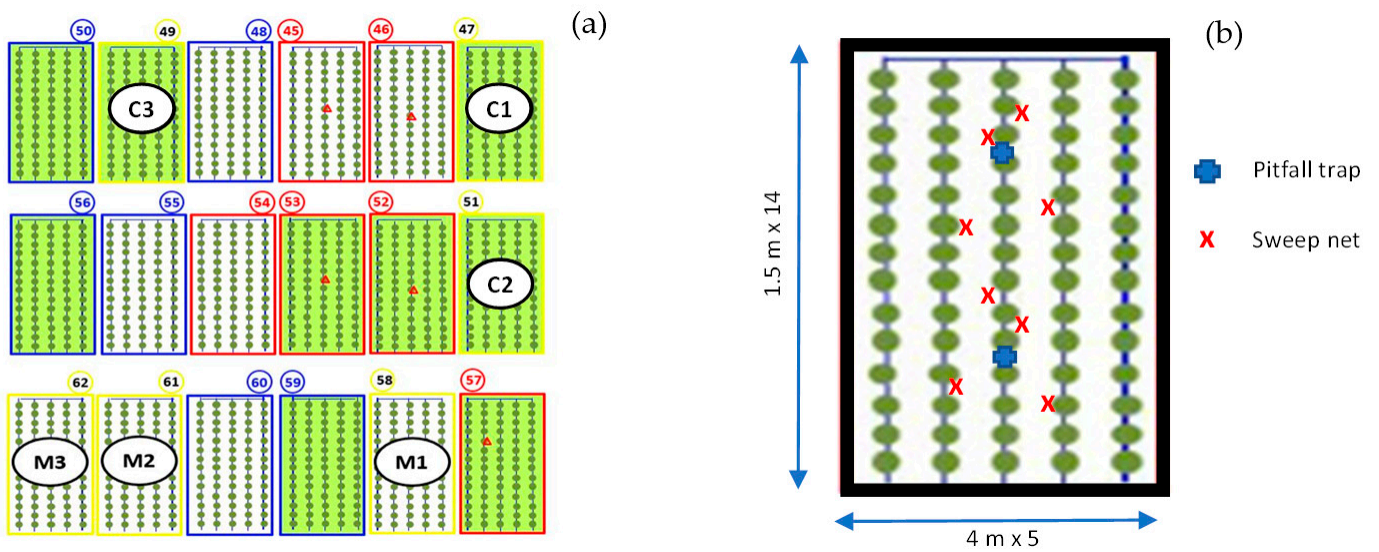 (a)
50 49 48 45 46 47
C3 C1
56 55 54 53 52 51
C2
62 61 60 59 58 57
M3 M2 M1
(b)
1.5 m x 14
4 m x 5
Pitfall trap
X Sweep net